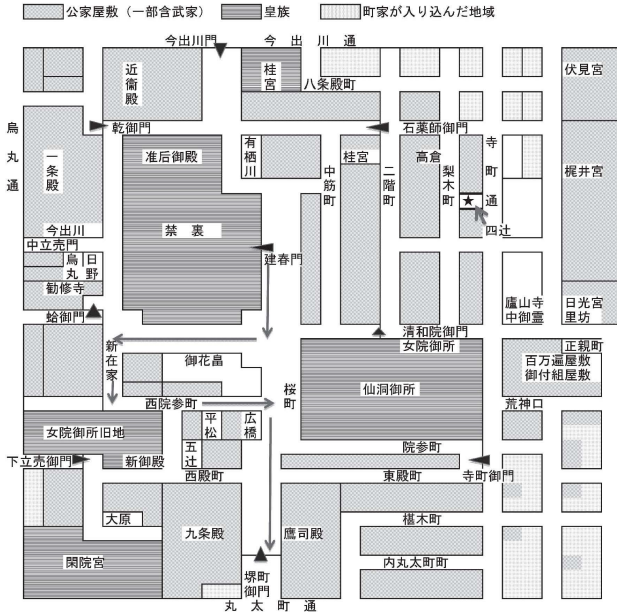 公家屋敷（一部含武家）
皇族
町家が入り込んだ地域
今出川門
今出川通
近衞殿
桂宮
八条殿町
伏見宮
烏丸通
乾御門
石薬師御門
一条殿
准后御殿
有栖川
桂宮
中筋町
二階町
高倉
梨木町
寺町通
★
梶井宮
今出川
禁裏
四辻
中立売門
烏丸
日野
建春門
勧修寺
蛤御門
廬山寺
中御霊
日光宮
里坊
清和院御門
新在家
御花畠
女院御所
正親町
百万遍屋敷
御付組屋敷
西院参町
桜町
仙洞御所
荒神口
女院御所旧地
平松
広橋
五辻
院参町
下立売御門
新御殿
西殿町
東殿町
寺町御門
大原
九条殿
鷹司殿
椹木町
閑院宮
内丸太町町
堺町
御門
丸太町通